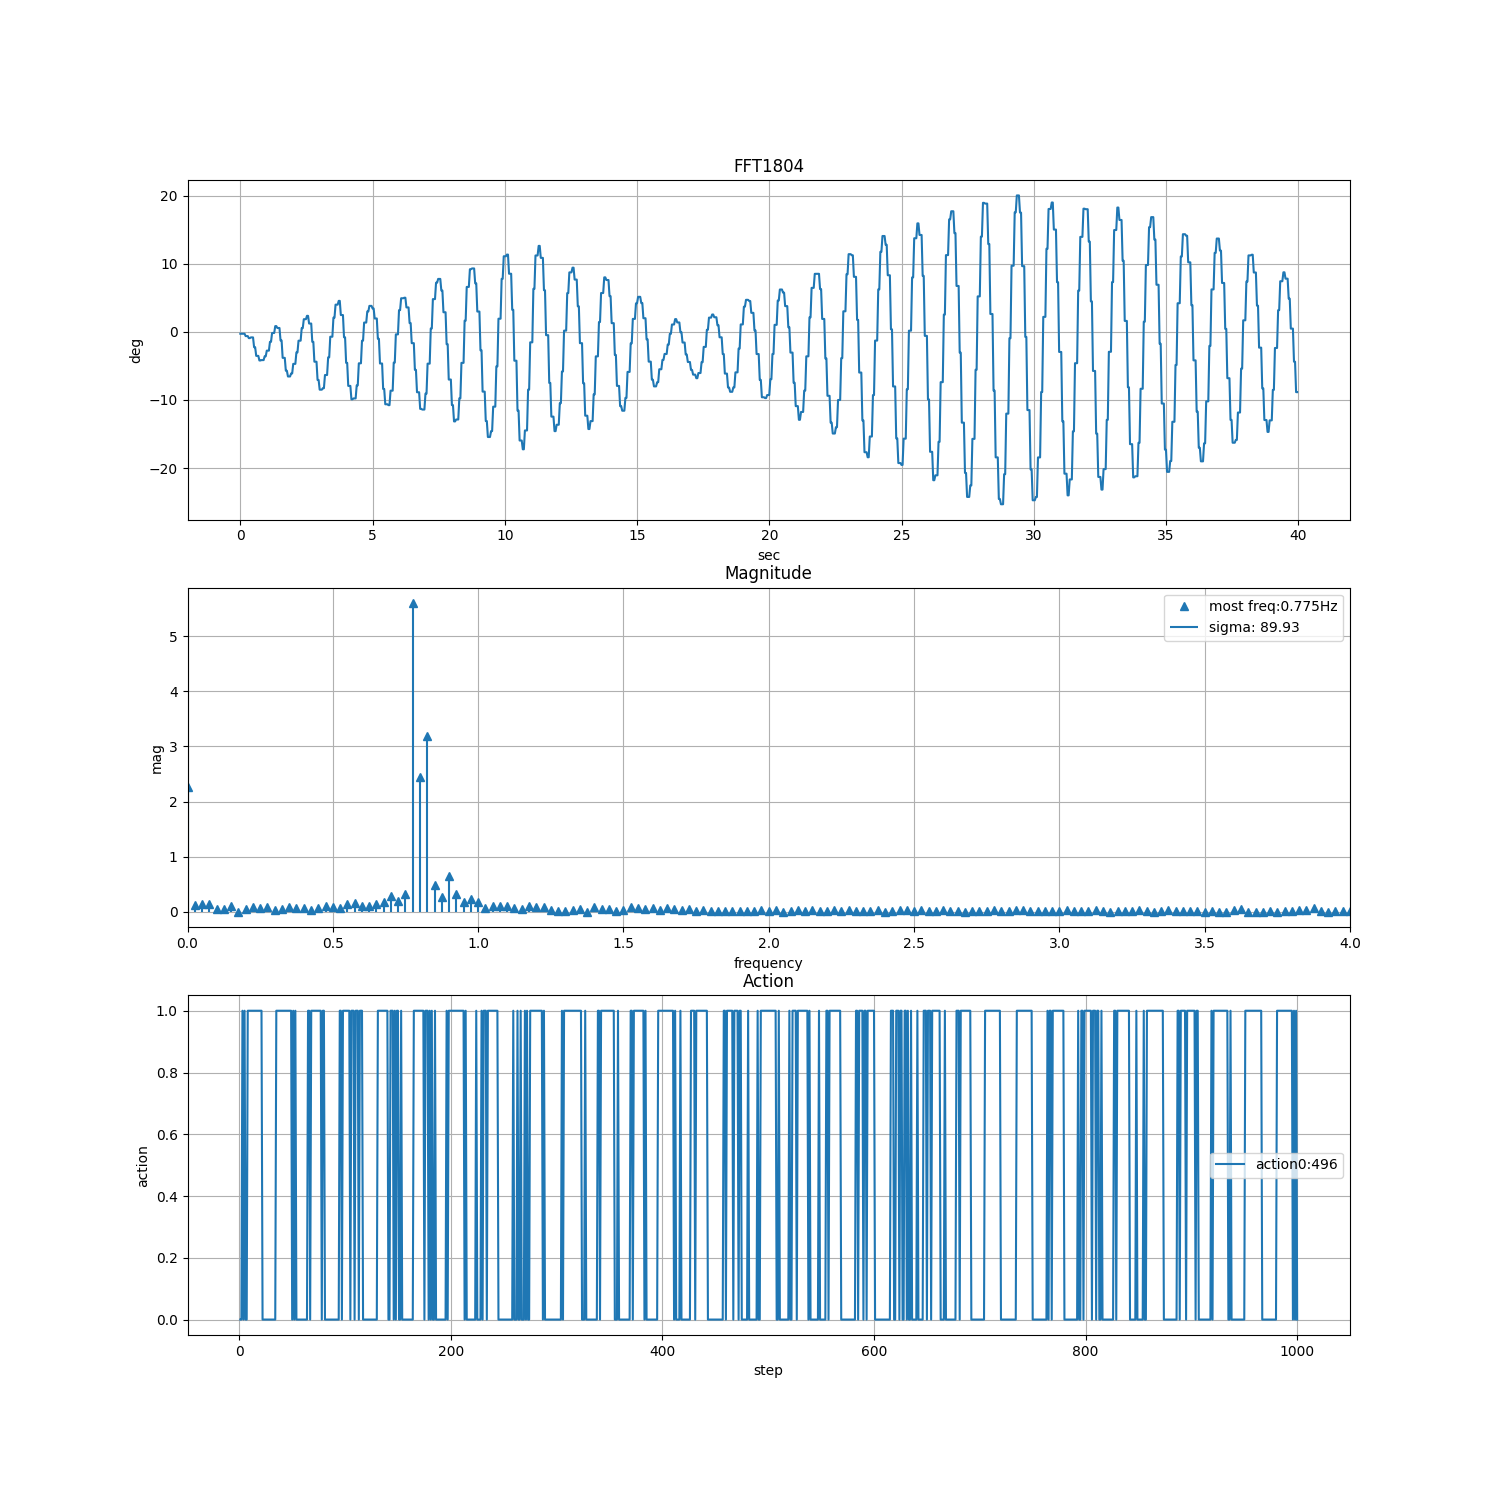 FFT1804
20
10
0
−10
−20
deg
0 5 10 15 20 25 30 35 40
sec
Magnitude
5
4
3
2
1
0
mag
most freq:0.775Hz
sigma: 89.93
0.0 0.5 1.0 1.5 2.0 2.5 3.0 3.5 4.0
frequency
Action
1.0
0.8
0.6
0.4
0.2
0.0
action
action0:496
0 200 400 600 800 1000
step